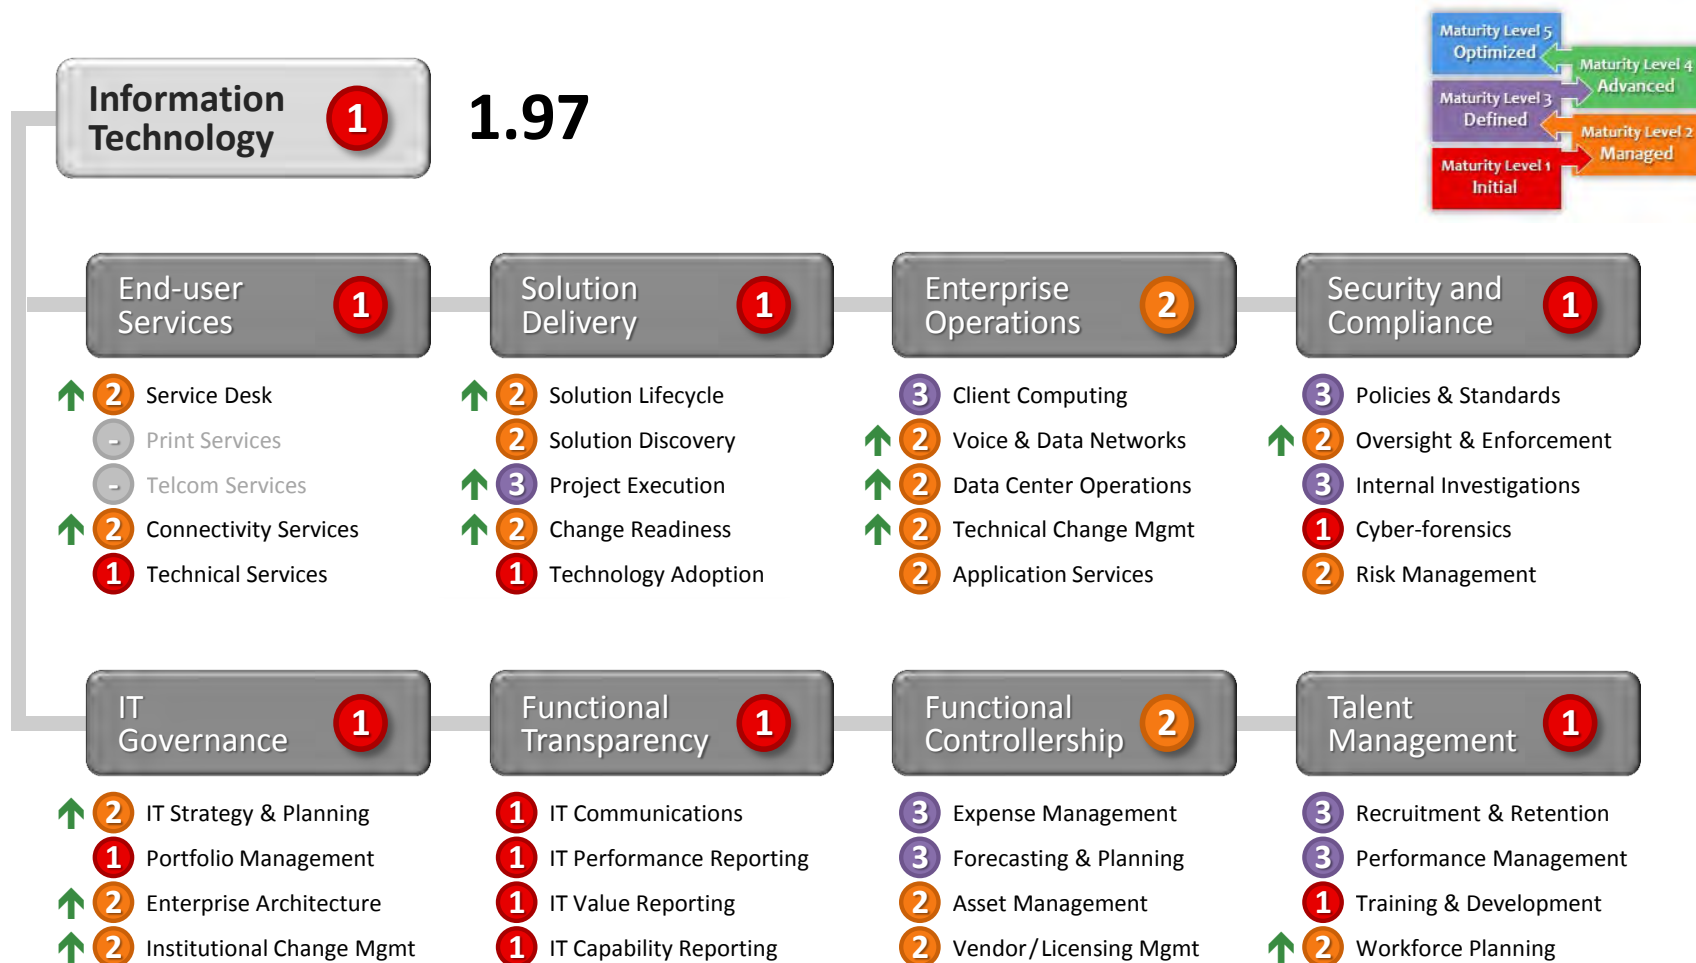 Maturity Level 5
Optimized
Maturity Level 4
Advanced
Maturity Level 3
Defined
Maturity Level 2
Managed
Maturity Level 1
Initial
Information
Technology
1
1.97
End-user
Services
1
2 Service Desk
- Print Services
- Telcom Services
2 Connectivity Services
1 Technical Services
Solution
Delivery
1
2 Solution Lifecycle
2 Solution Discovery
3 Project Execution
2 Change Readiness
1 Technology Adoption
Enterprise
Operations
2
3 Client Computing
2 Voice & Data Networks
2 Data Center Operations
2 Technical Change Mgmt
2 Application Services
Security and
Compliance
1
3 Policies & Standards
2 Oversight & Enforcement
3 Internal Investigations
1 Cyber-forensics
2 Risk Management
IT
Governance
1
2 IT Strategy & Planning
1 Portfolio Management
2 Enterprise Architecture
2 Institutional Change Mgmt
Functional
Transparency
1
1 IT Communications
1 IT Performance Reporting
1 IT Value Reporting
1 IT Capability Reporting
Functional
Controllership
2
3 Expense Management
3 Forecasting & Planning
2 Asset Management
2 Vendor/Licensing Mgmt
Talent
Management
1
3 Recruitment & Retention
3 Performance Management
1 Training & Development
2 Workforce Planning